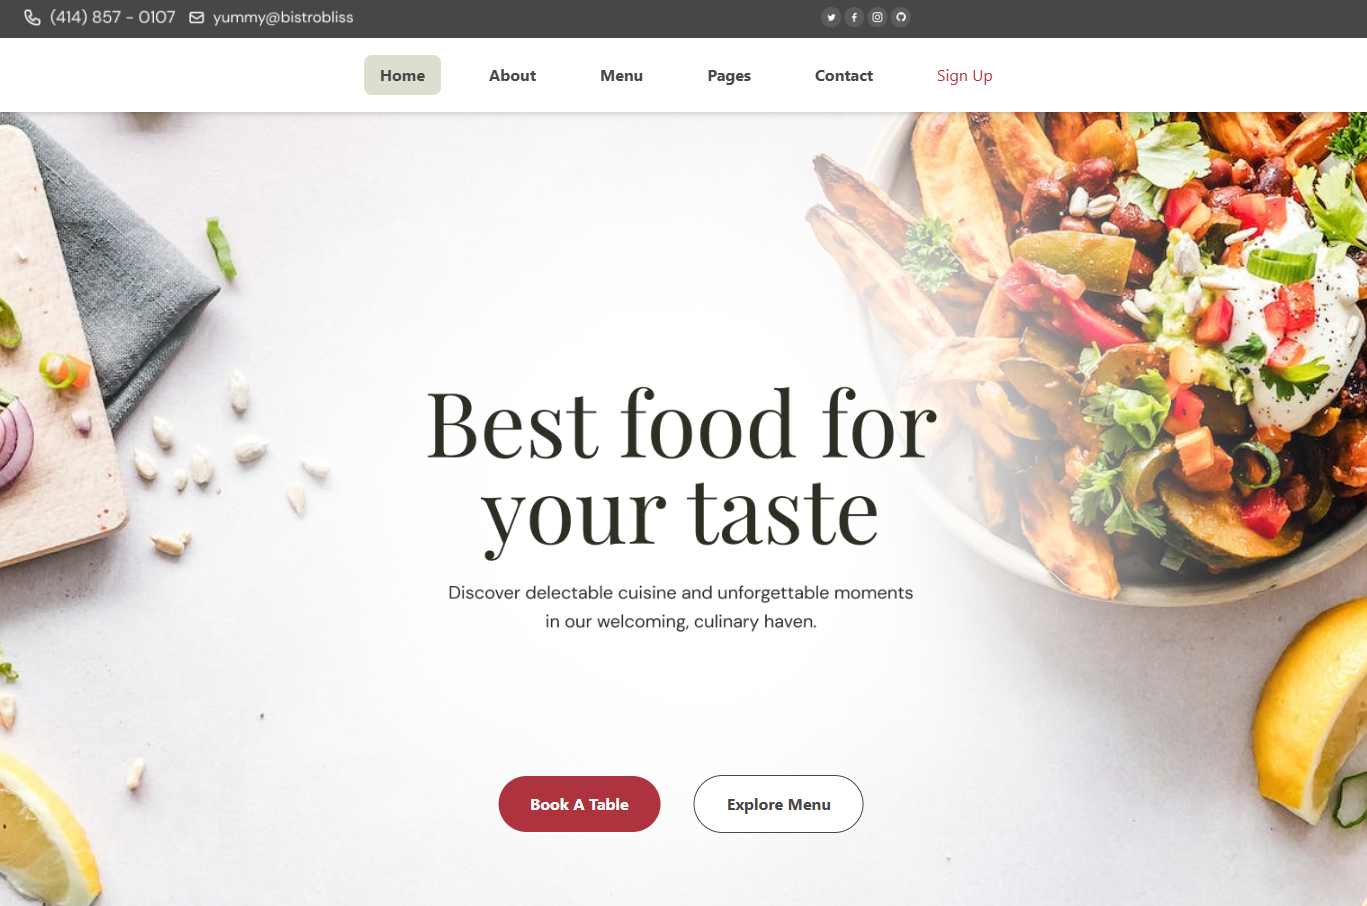 (414) 857 - 0107 yummy@bistrobliss
Home About Menu Pages Contact Sign Up
Best food for
your taste
Discover delectable cuisine and unforgettable moments
in our welcoming, culinary haven.
Book A Table Explore Menu